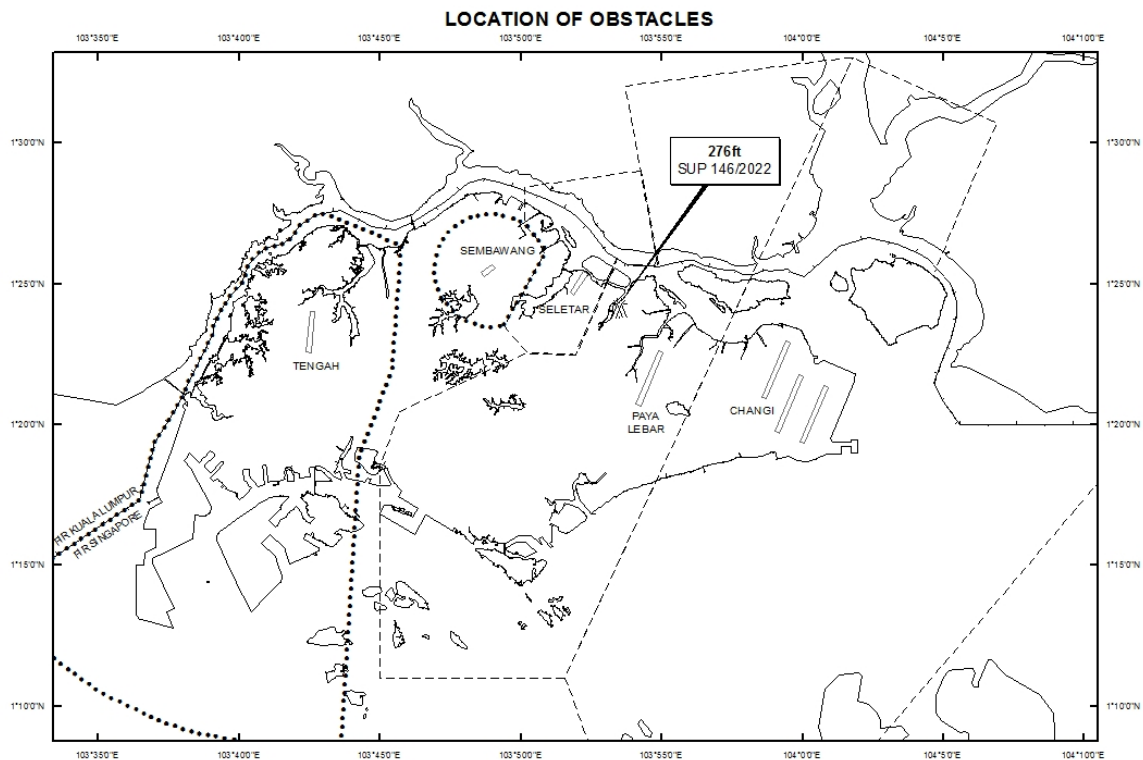 LOCATION OF OBSTACLES
103°35'0"E 103°40'0"E 103°45'0"E 103°50'0"E 103°55'0"E 104°0'0"E 104°5'0"E 104°10'0"E
1°30'0"N 1°30'0"N
276ft
SUP 146/2022
SEMBAWANG
1°25'0"N 1°25'0"N
SELETAR
TENGAH
PAYA
LEBAR
CHANGI
1°20'0"N 1°20'0"N
FIR KUALA LUMPUR
FIR SINGAPORE
1°15'0"N 1°15'0"N
1°10'0"N 1°10'0"N
103°35'0"E 103°40'0"E 103°45'0"E 103°50'0"E 103°55'0"E 104°0'0"E 104°5'0"E 104°10'0"E